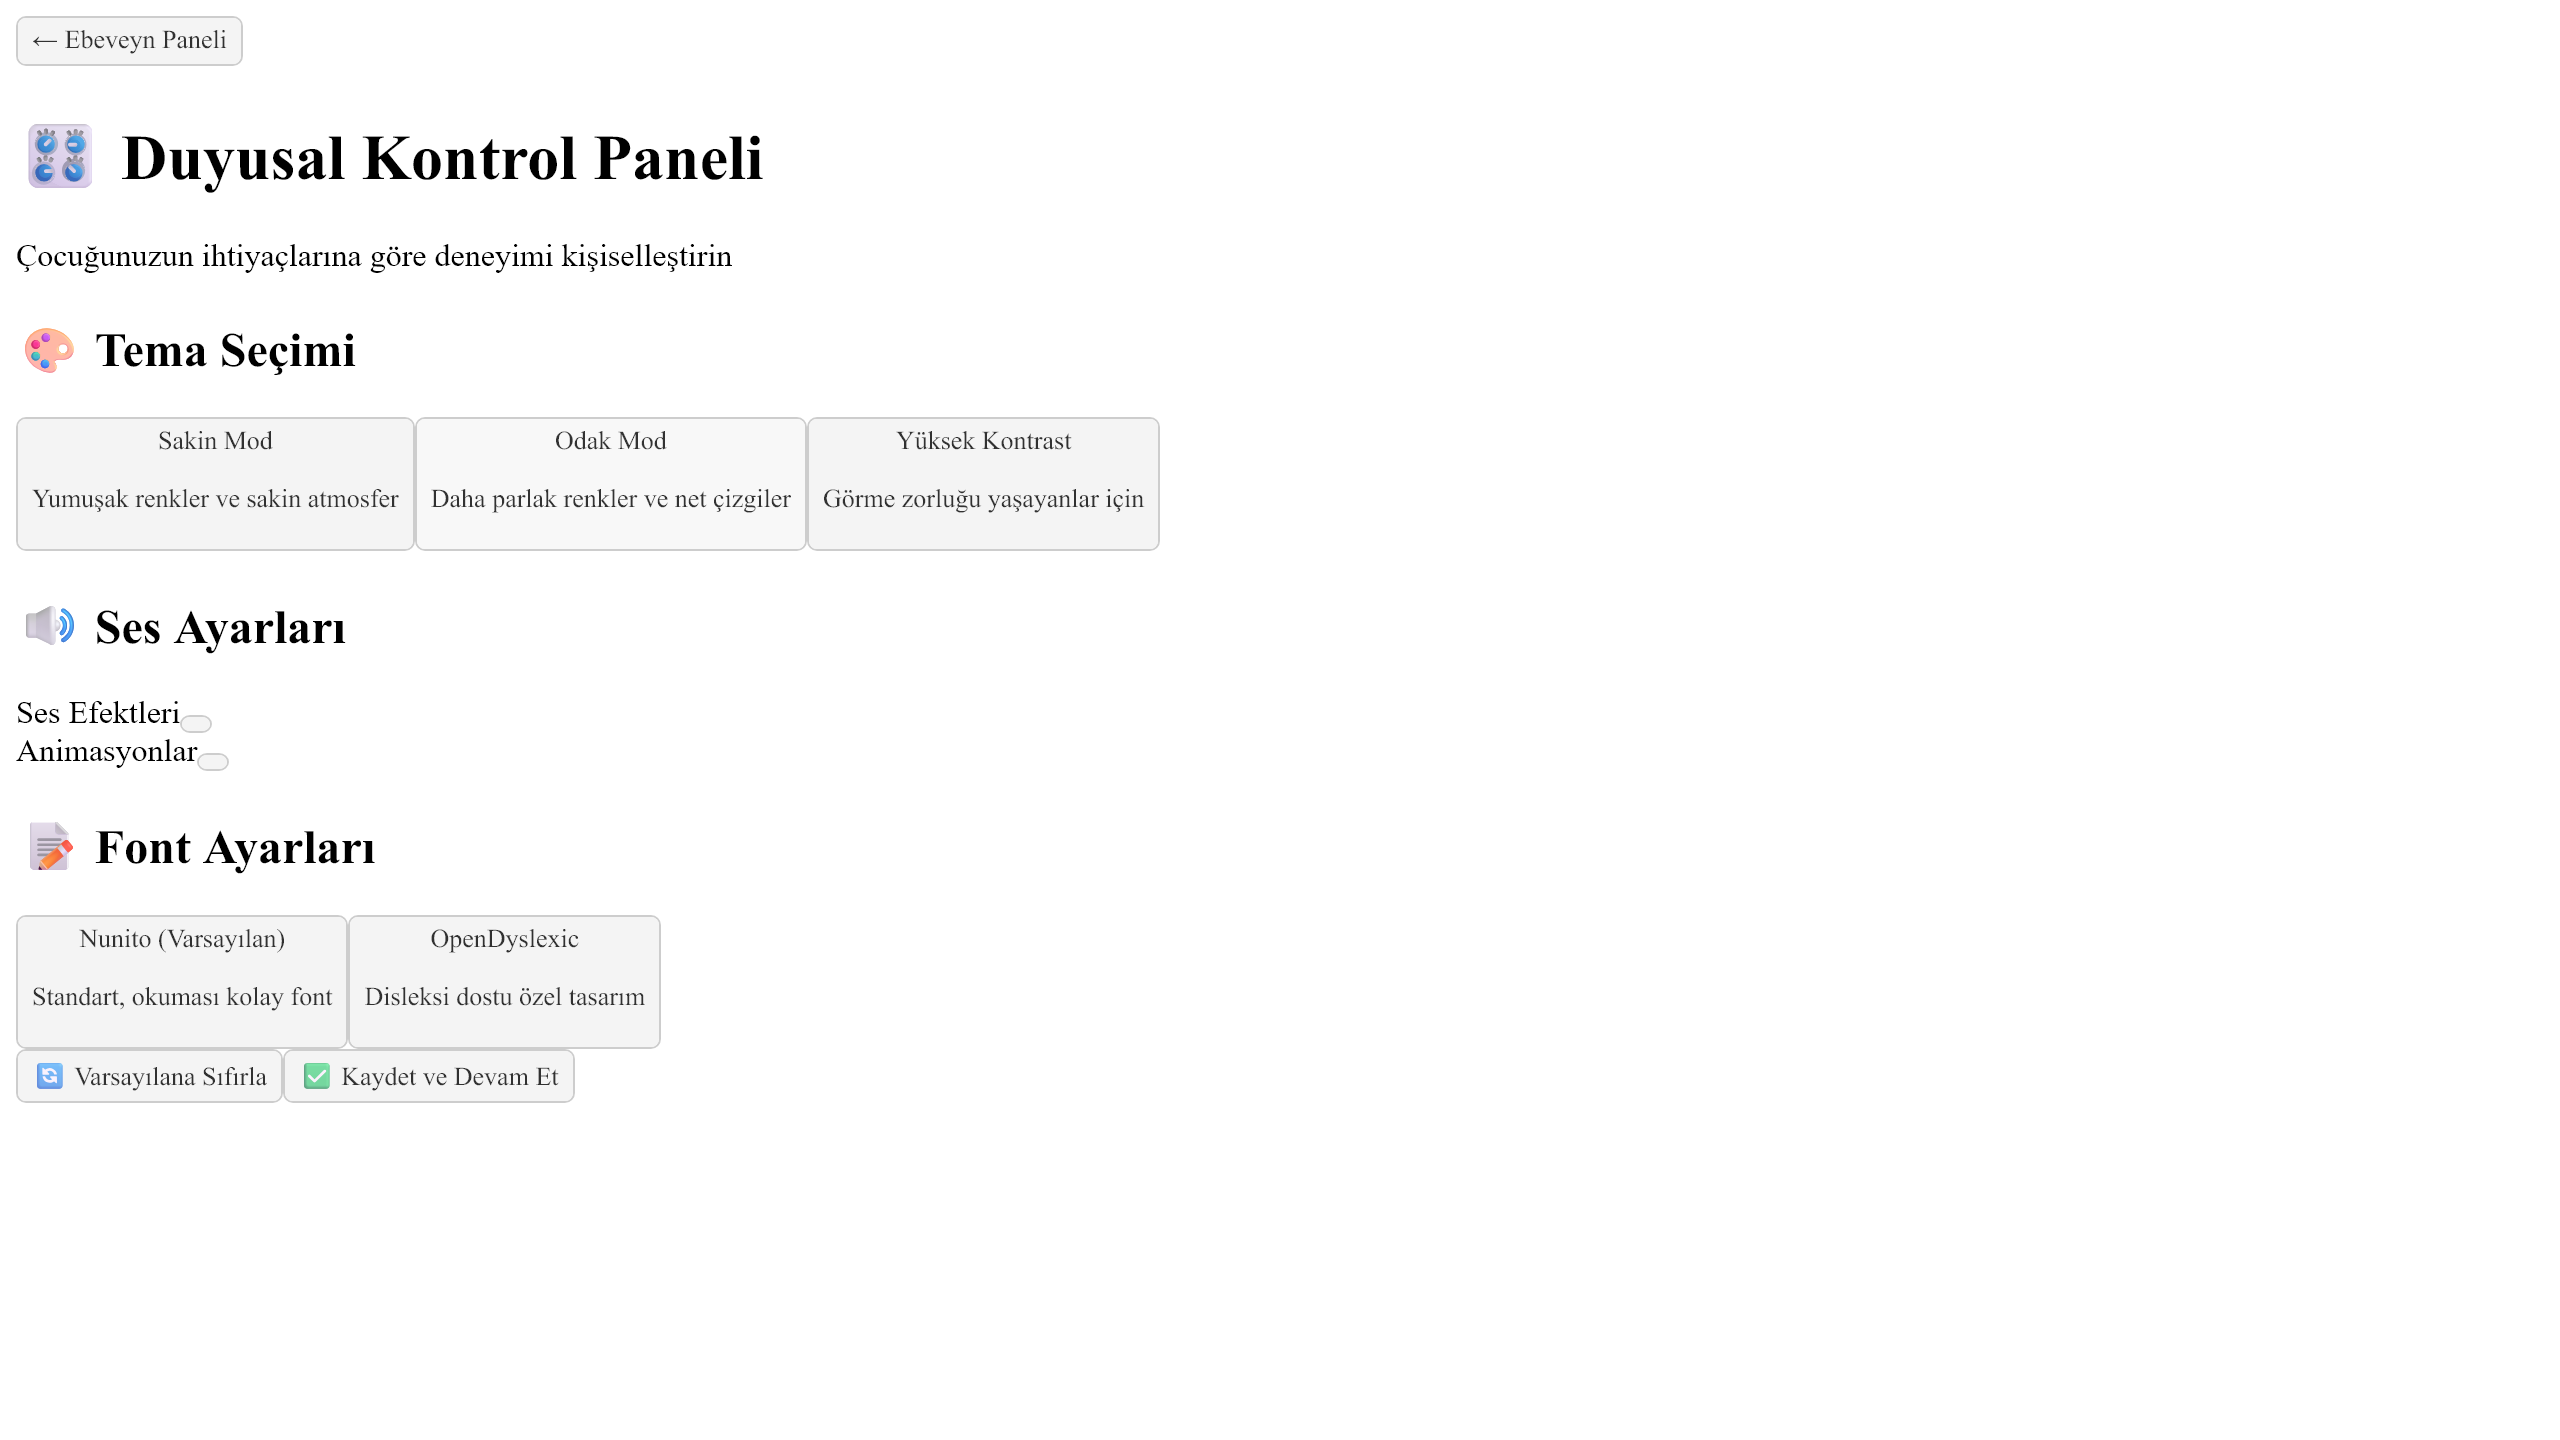 ← Ebeveyn Paneli
Duyusal Kontrol Paneli
Çocuğunuzun ihtiyaçlarına göre deneyimi kişiselleştirin
Tema Seçimi
Sakin Mod
Yumuşak renkler ve sakin atmosfer
Odak Mod
Daha parlak renkler ve net çizgiler
Yüksek Kontrast
Görme zorluğu yaşayanlar için
Ses Ayarları
Ses Efektleri
Animasyonlar
Font Ayarları
Nunito (Varsayılan)
Standart, okuması kolay font
OpenDyslexic
Disleksi dostu özel tasarım
Varsayılana Sıfırla
Kaydet ve Devam Et